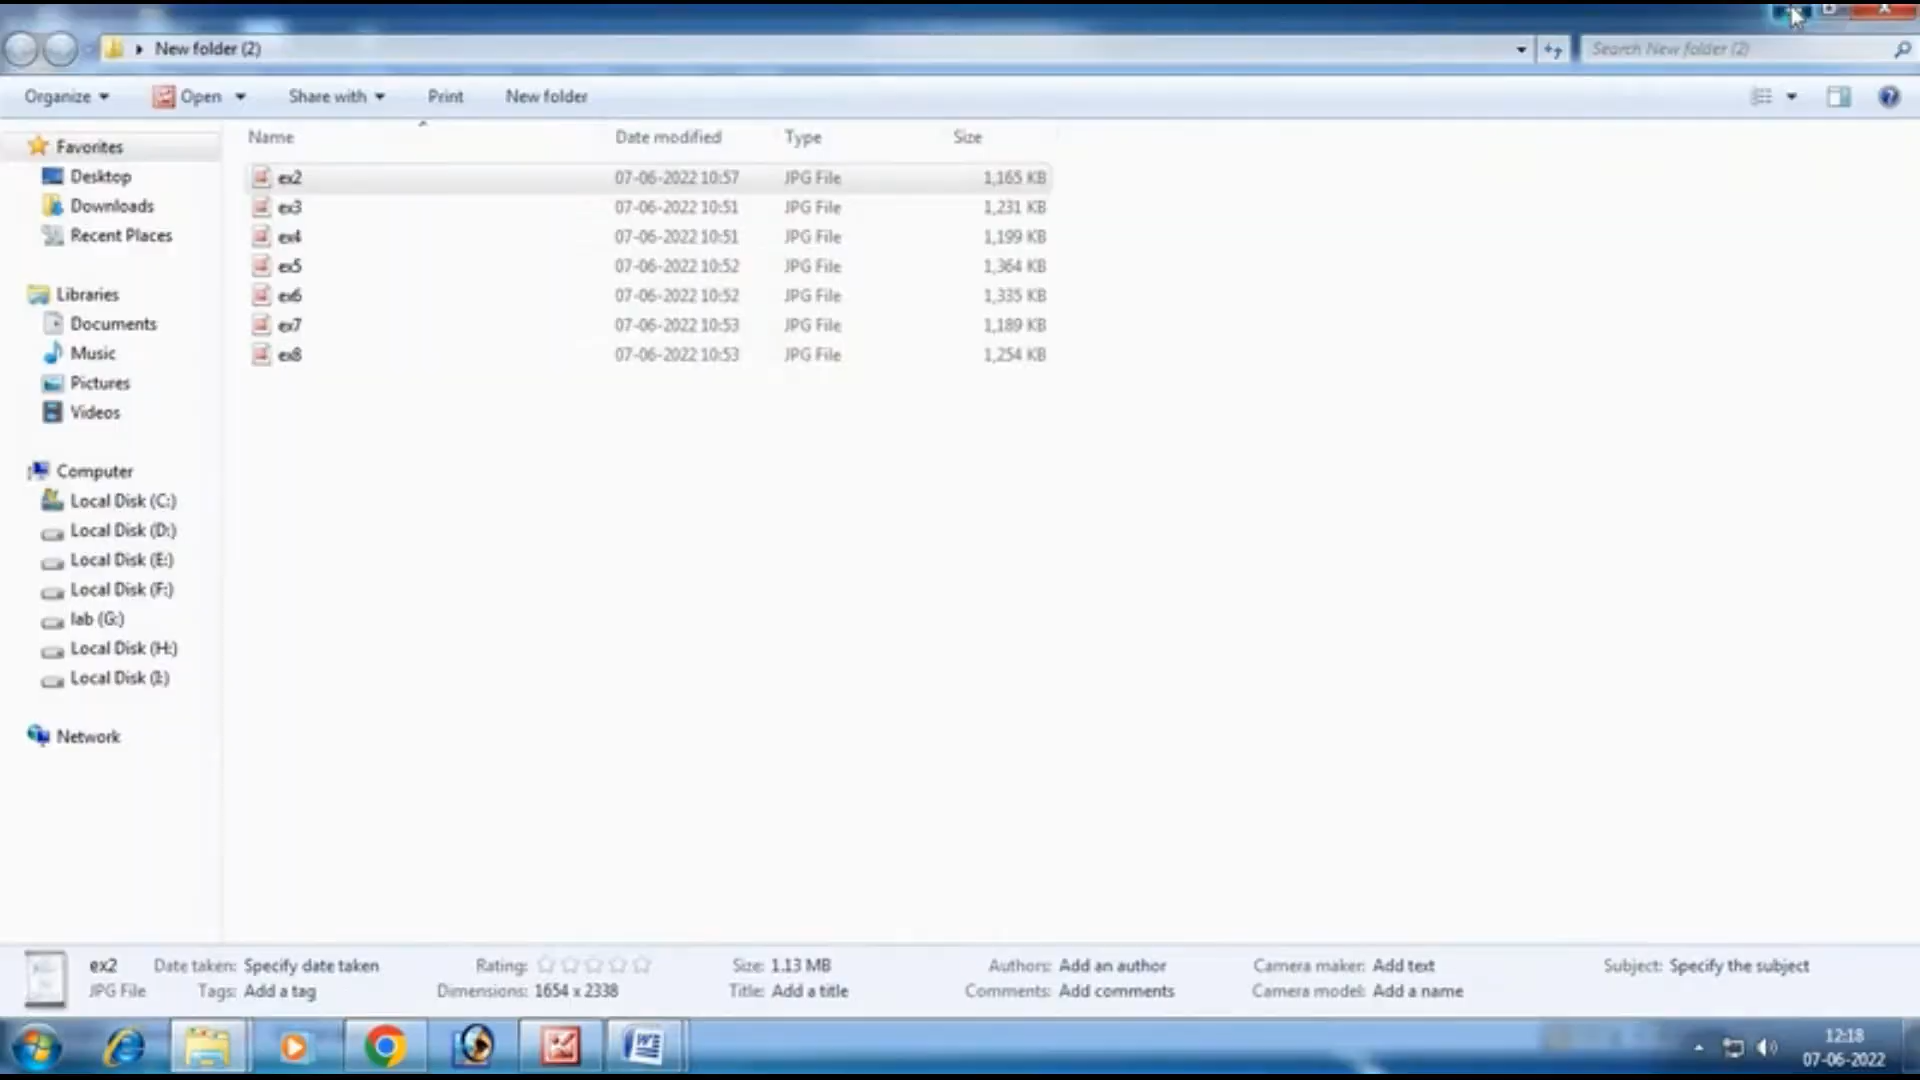 New folder (2)
Search New folder (2)
Organize
Open
Share with
Print
New folder
Name
Date modified
Type
Size
ex2 07-06-2022 10:57 JPG File 1,165 KB
ex3 07-06-2022 10:51 JPG File 1,231 KB
ex4 07-06-2022 10:51 JPG File 1,199 KB
ex5 07-06-2022 10:52 JPG File 1,364 KB
ex6 07-06-2022 10:52 JPG File 1,335 KB
ex7 07-06-2022 10:53 JPG File 1,189 KB
ex8 07-06-2022 10:53 JPG File 1,254 KB
Favorites
Desktop
Downloads
Recent Places
Libraries
Documents
Music
Pictures
Videos
Computer
Local Disk (C:)
Local Disk (D:)
Local Disk (E:)
Local Disk (F:)
lab (G:)
Local Disk (H:)
Local Disk (I:)
Network
ex2 Date taken: Specify date taken Rating: Size: 1.13 MB Authors: Add an author Camera maker: Add text Subject: Specify the subject
JPG File Tags: Add a tag Dimensions: 1654 x 2338 Title: Add a title Comments: Add comments Camera model: Add a name
12:18
07-06-2022